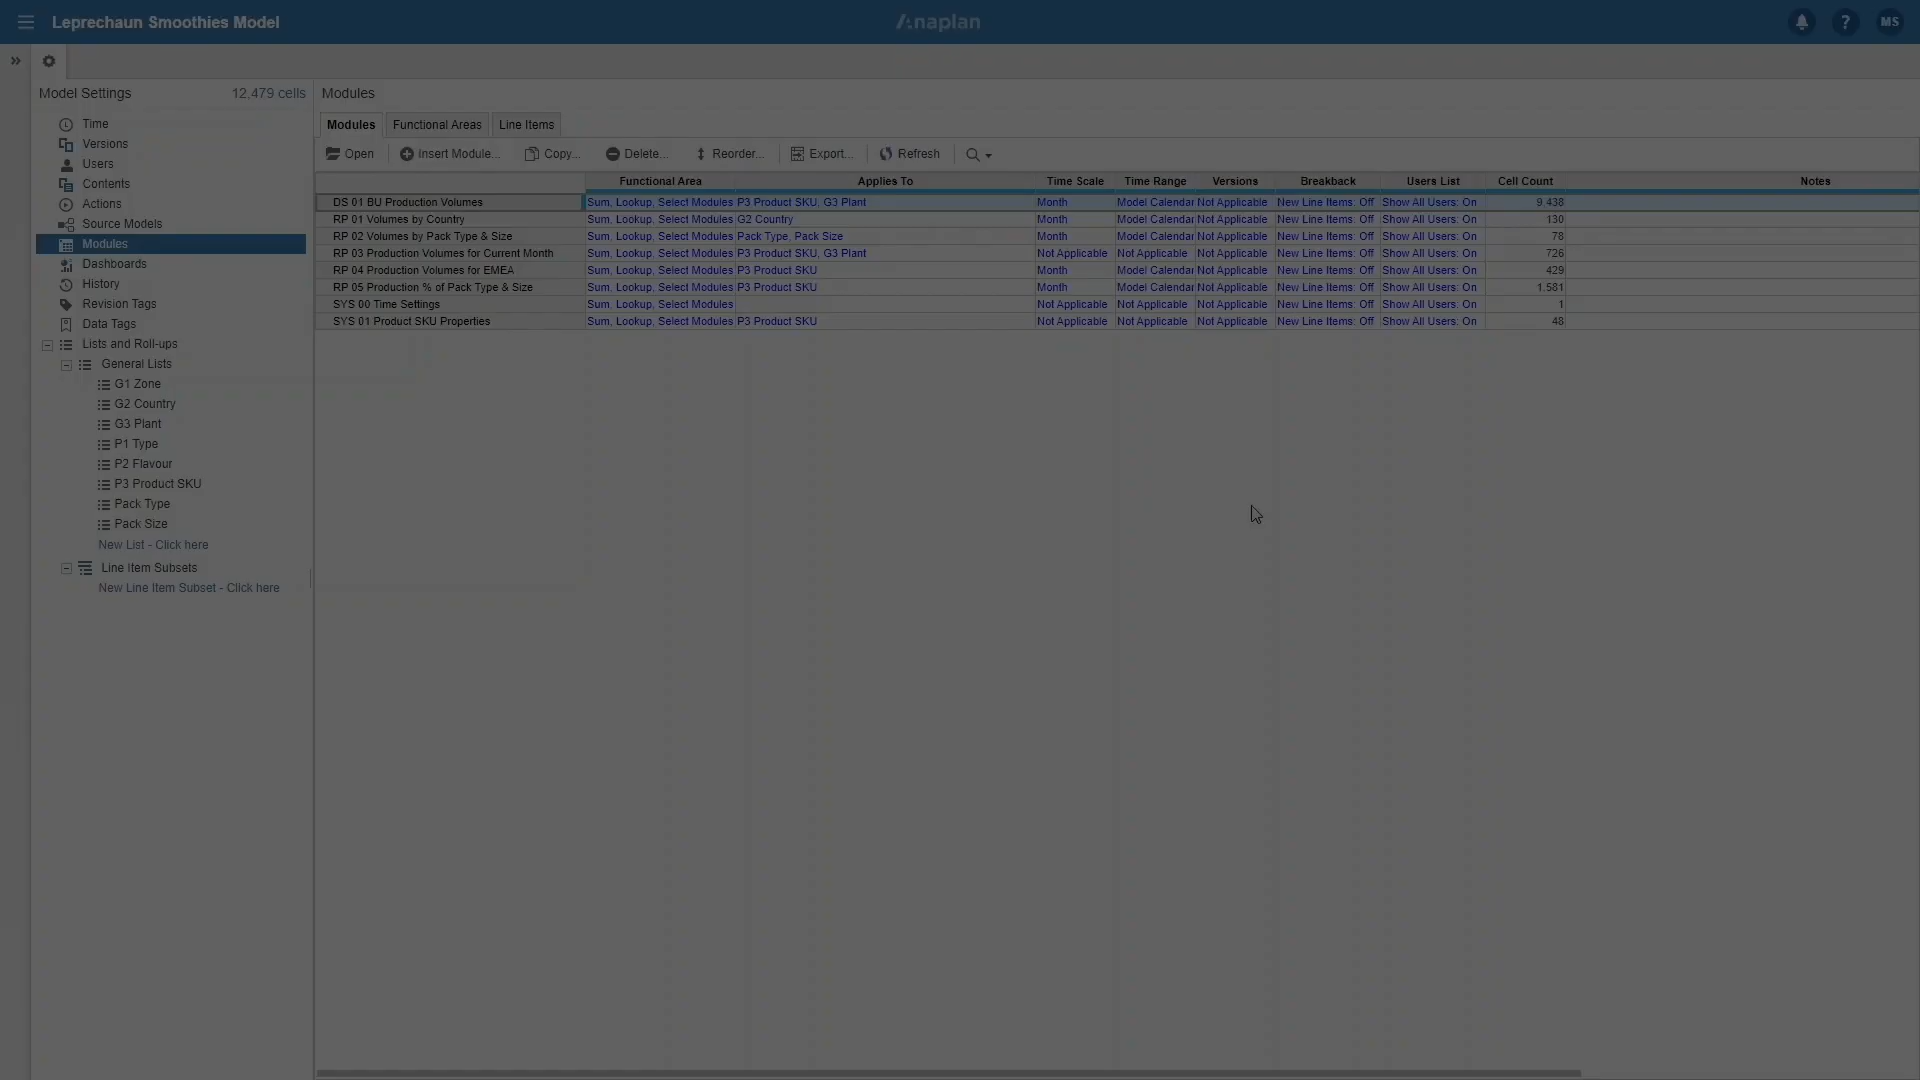 Leprechaun Smoothies Model
Anaplan
?
MS
Model Settings
12,479 cells
Time
Versions
Users
Contents
Actions
Source Models
Modules
Dashboards
History
Revision Tags
Data Tags
Lists and Roll-ups
General Lists
G1 Zone
G2 Country
G3 Plant
P1 Type
P2 Flavour
P3 Product SKU
Pack Type
Pack Size
New List - Click here
Line Item Subsets
New Line Item Subset - Click here
Modules
Modules Functional Areas Line Items
Open Insert Module... Copy... Delete... Reorder... Export... Refresh
Functional Area Applies To Time Scale Time Range Versions Breakback Users List Cell Count Notes
DS 01 BU Production Volumes Sum, Lookup, Select Modules P3 Product SKU, G3 Plant Month Model Calendar Not Applicable New Line Items: Off Show All Users: On 9,438
RP 01 Volumes by Country Sum, Lookup, Select Modules G2 Country Month Model Calendar Not Applicable New Line Items: Off Show All Users: On 130
RP 02 Volumes by Pack Type & Size Sum, Lookup, Select Modules Pack Type, Pack Size Month Model Calendar Not Applicable New Line Items: Off Show All Users: On 78
RP 03 Production Volumes for Current Month Sum, Lookup, Select Modules P3 Product SKU, G3 Plant Not Applicable Not Applicable Not Applicable New Line Items: Off Show All Users: On 726
RP 04 Production Volumes for EMEA Sum, Lookup, Select Modules P3 Product SKU Month Model Calendar Not Applicable New Line Items: Off Show All Users: On 429
RP 05 Production % of Pack Type & Size Sum, Lookup, Select Modules P3 Product SKU Month Model Calendar Not Applicable New Line Items: Off Show All Users: On 1,581
SYS 00 Time Settings Sum, Lookup, Select Modules Not Applicable Not Applicable Not Applicable New Line Items: Off Show All Users: On 1
SYS 01 Product SKU Properties Sum, Lookup, Select Modules P3 Product SKU Not Applicable Not Applicable Not Applicable New Line Items: Off Show All Users: On 48